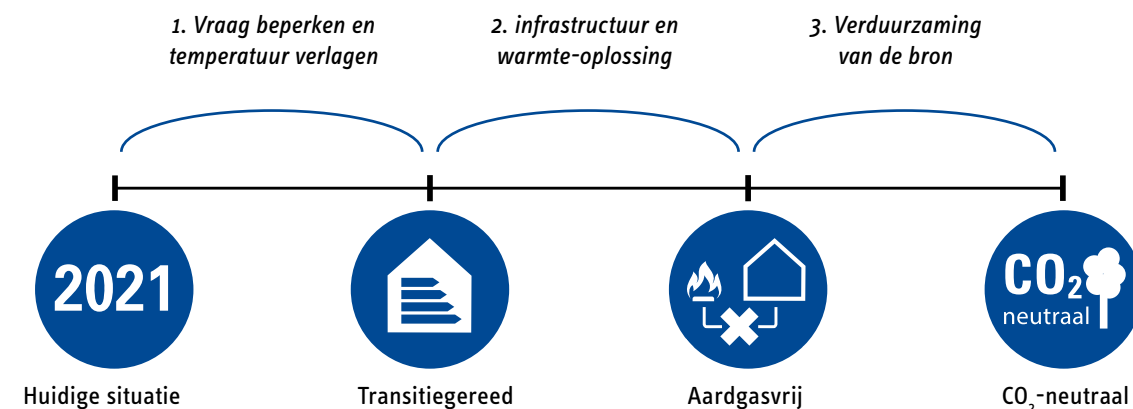 1. Vraag beperken en
temperatuur verlagen
2. infrastructuur en
warmte-oplossing
3. Verduurzaming
van de bron
2021
CO₂
neutraal
Huidige situatie
Transitiegereed
Aardgasvrij
CO₂-neutraal